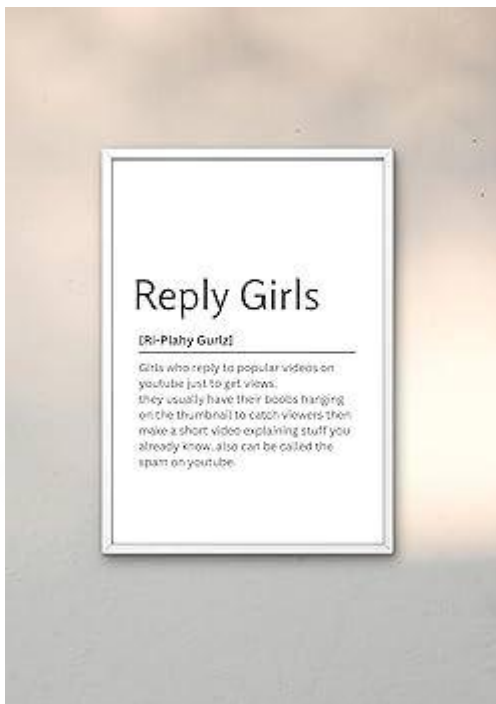 Reply Girls
[Ri-Plahy Gurlz]
Girls who reply to popular videos on
youtube just to get views.
they usually have their boobs hanging
on the thumbnail to catch viewers then
make a short video explaining stuff you
already know. also can be called the
spam on youtube.